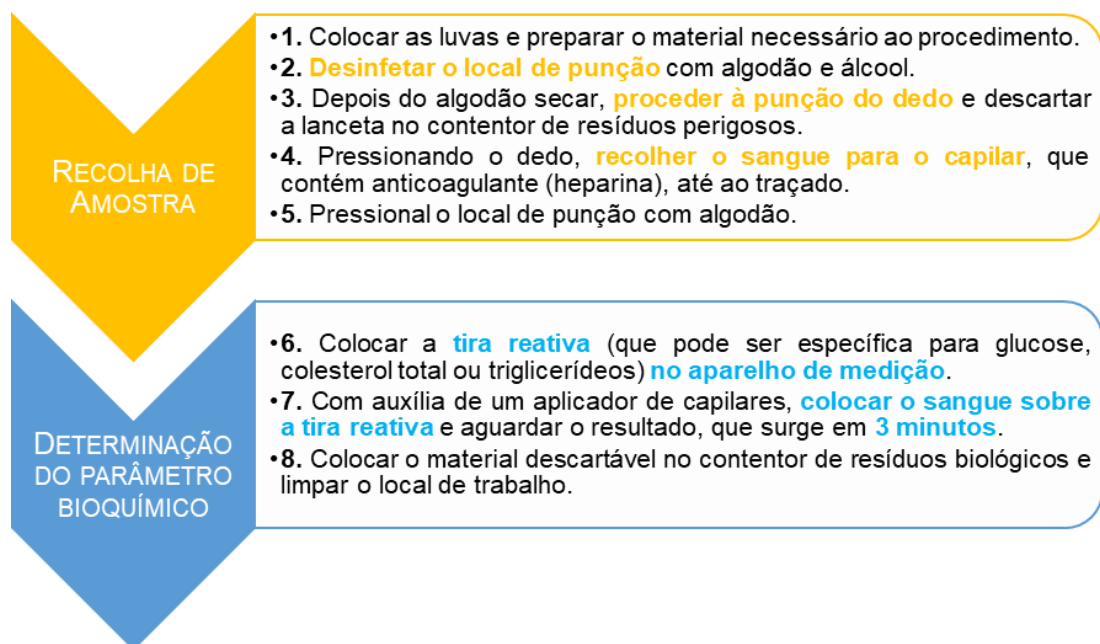 RECOLHA DE
AMOSTRA
•1. Colocar as luvas e preparar o material necessário ao procedimento.
•2. Desinfetar o local de punção com algodão e álcool.
•3. Depois do algodão secar, proceder à punção do dedo e descartar
a lanceta no contentor de resíduos perigosos.
•4. Pressionando o dedo, recolher o sangue para o capilar, que
contém anticoagulante (heparina), até ao traçado.
•5. Pressional o local de punção com algodão.
DETERMINAÇÃO
DO PARÂMETRO
BIOQUÍMICO
•6. Colocar a tira reativa (que pode ser específica para glucose,
colesterol total ou triglicerídeos) no aparelho de medição.
•7. Com auxília de um aplicador de capilares, colocar o sangue sobre
a tira reativa e aguardar o resultado, que surge em 3 minutos.
•8. Colocar o material descartável no contentor de resíduos biológicos e
limpar o local de trabalho.